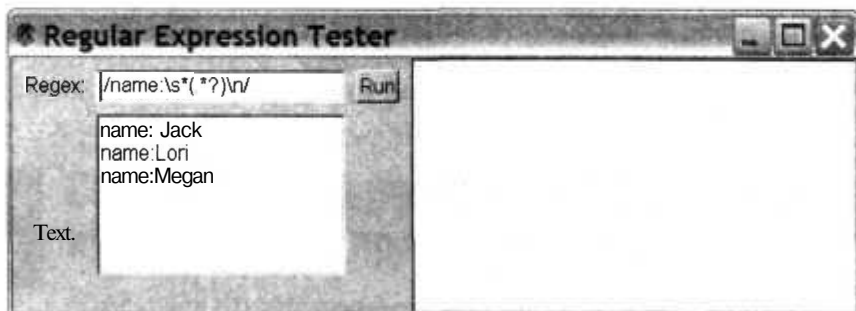 Regular Expression Tester
Regex: /name:\s*( *?)\n/ Run
name: Jack
name:Lori
name:Megan
Text.